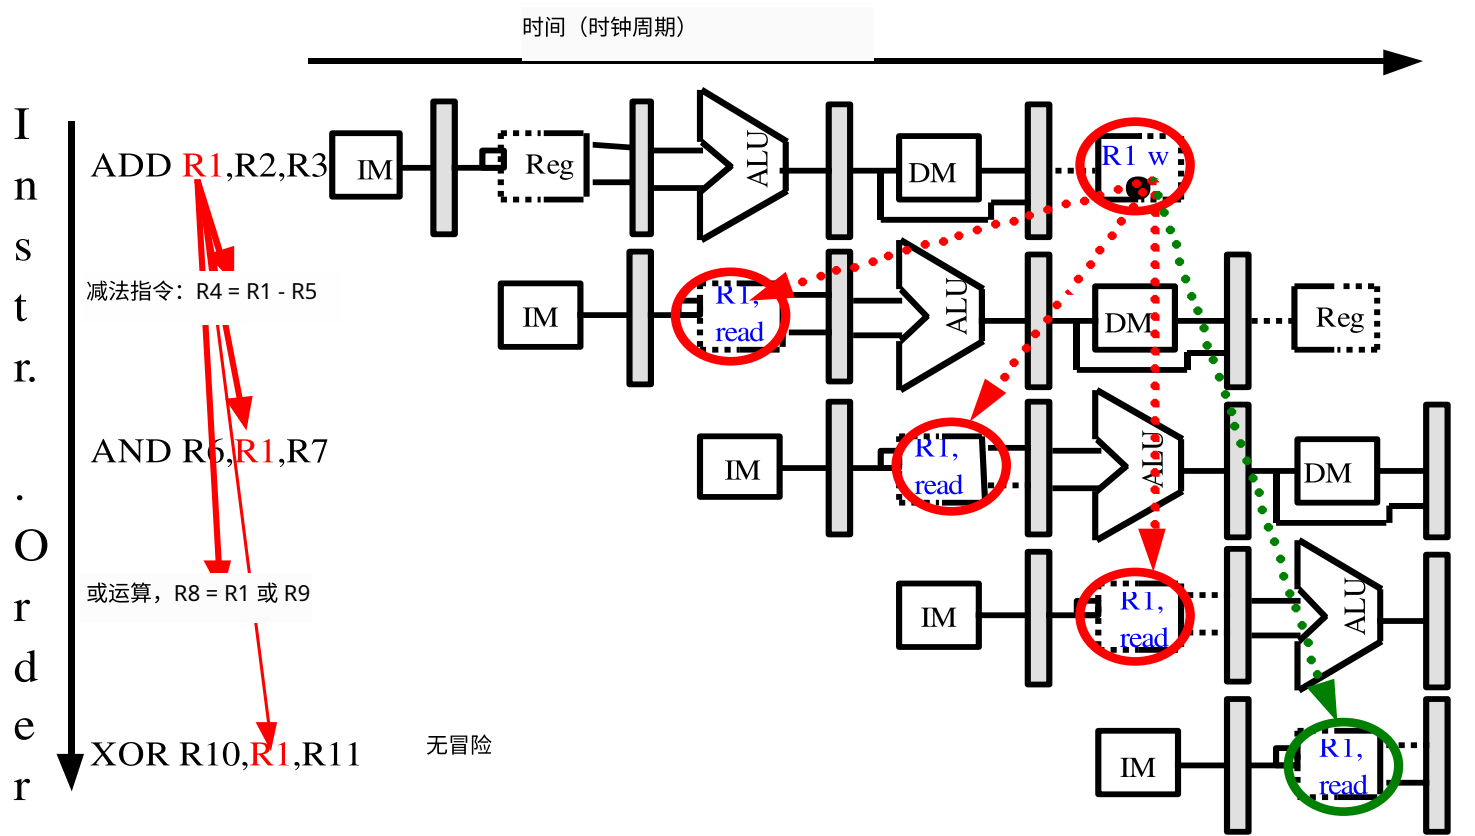 时间（时钟周期）
Instr. Order
ADD R1,R2,R3
IM
Reg
ALU
DM
R1 w
减法指令：R4 = R1 - R5
IM
R1,
read
ALU
DM
Reg
AND R6,R1,R7
IM
R1,
read
ALU
DM
或运算，R8 = R1 或 R9
IM
R1,
read
ALU
XOR R10,R1,R11
无冒险
IM
R1,
read